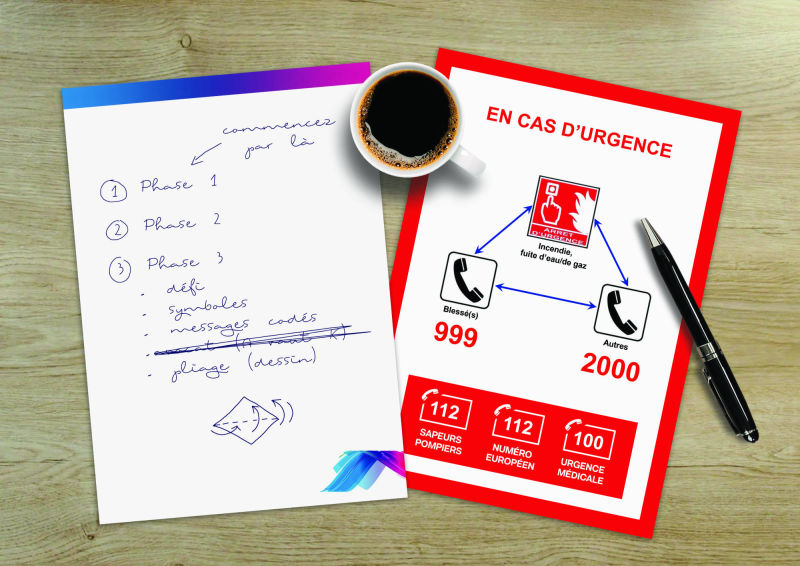 commencez
par là
1 Phase 1
2 Phase 2
3 Phase 3
. défi
. symboles
. messages codés
. (A vaut K)
. pliage (dessin)
EN CAS D'URGENCE
ARRET
D'URGENCE
Incendie,
fuite d'eau/de gaz
Blessé(s)
999
Autres
2000
112
SAPEURS
POMPIERS
112
NUMÉRO
EUROPÉEN
100
URGENCE
MÉDICALE